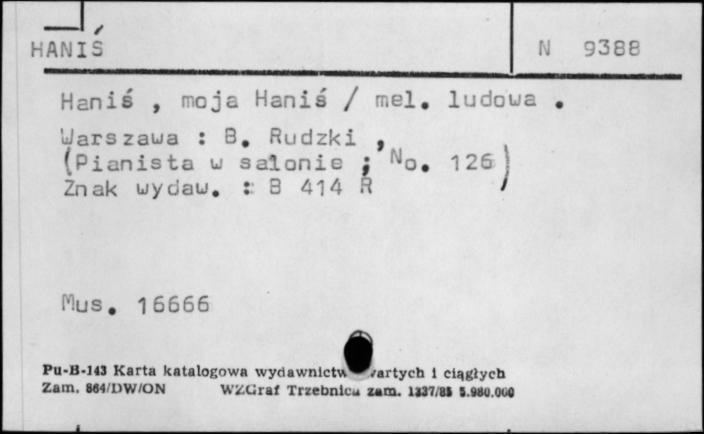 HANIŚ
N 9388
Haniś , moja Haniś / mel. ludowa .
Warszawa : B. Rudzki ,
(Pianista w salonie ; No. 126)
Znak wydaw. : B 414 R
Mus. 16666
Pu-B-143 Karta katalogowa wydawnictw i ciągłych
Zam. 864/DW/ON WZGraf Trzebnica zam. 1337/85 5.980.000